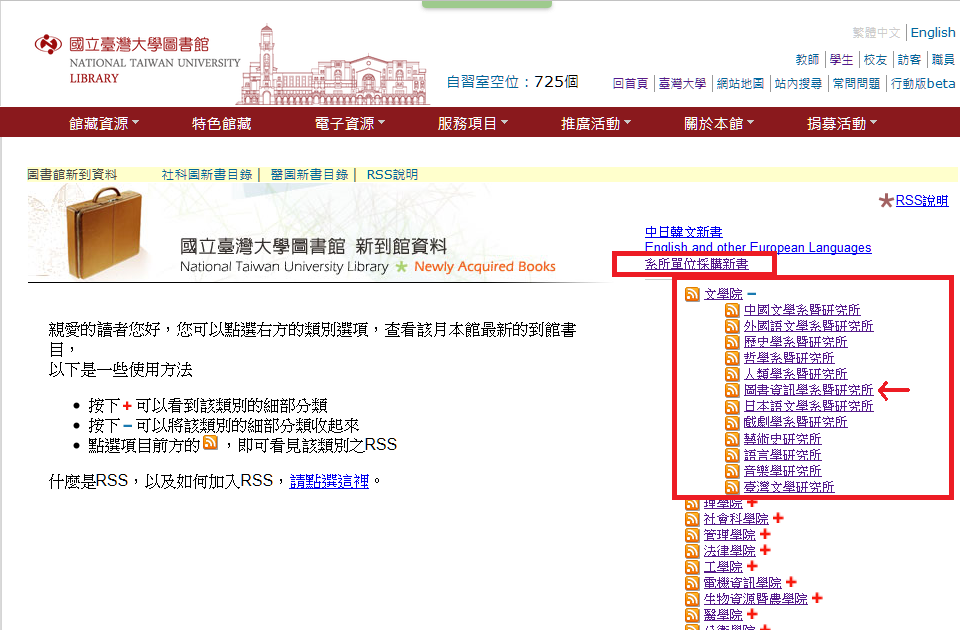 國立臺灣大學圖書館
NATIONAL TAIWAN UNIVERSITY
LIBRARY
自習室空位：725個
繁體中文 | English
教師 | 學生 | 校友 | 訪客 | 職員
回首頁 | 臺灣大學 | 網站地圖 | 站內搜尋 | 常問問題 | 行動版beta
館藏資源 特色館藏 電子資源 服務項目 推廣活動 關於本館 捐募活動
圖書館新到資料 社科圖新書目錄 | 醫圖新書目錄 | RSS說明
RSS說明
國立臺灣大學圖書館 新到館資料
National Taiwan University Library Newly Acquired Books
親愛的讀者您好，您可以點選右方的類別選項，查看該月本館最新的到館書
目，
以下是一些使用方法
• 按下+可以看到該類別的細部分類
• 按下−可以將該類別的細部分類收起來
• 點選項目前方的，即可看見該類別之RSS
什麼是RSS，以及如何加入RSS，請點選這裡。
中日韓文新書
English and other European Languages
系所單位採購新書
文學院 −
中國文學系暨研究所
外國語文學系暨研究所
歷史學系暨研究所
哲學系暨研究所
人類學系暨研究所
圖書資訊學系暨研究所
日本語文學系暨研究所
戲劇學系暨研究所
藝術史研究所
語言學研究所
音樂學研究所
臺灣文學研究所
理學院 +
社會科學院 +
管理學院 +
法律學院 +
工學院 +
電機資訊學院 +
生物資源暨農學院 +
醫學院 +